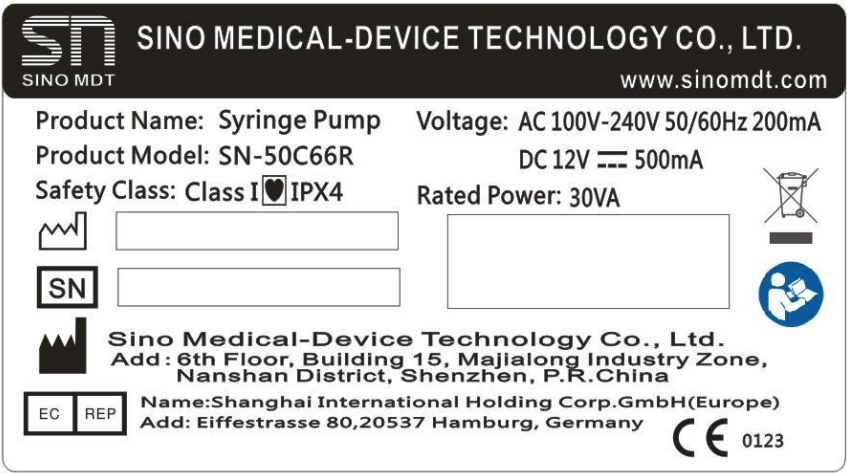 SINO MDT
SINO MEDICAL-DEVICE TECHNOLOGY CO., LTD.
www.sinomdt.com
Product Name: Syringe Pump
Product Model: SN-50C66R
Safety Class: Class I IPX4
Voltage: AC 100V-240V 50/60Hz 200mA
DC 12V 500mA
Rated Power: 30VA
SN
Sino Medical-Device Technology Co., Ltd.
Add : 6th Floor, Building 15, Majialong Industry Zone,
Nanshan District, Shenzhen, P.R.China
EC REP
Name:Shanghai International Holding Corp.GmbH(Europe)
Add: Eiffestrasse 80,20537 Hamburg, Germany
CE 0123